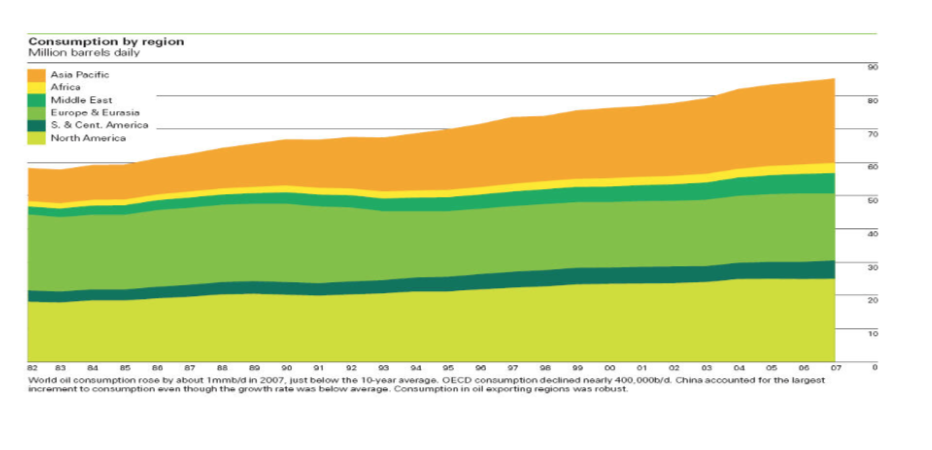 Consumption by region
Million barrels daily
Asia Pacific
Africa
Middle East
Europe & Eurasia
S. & Cent. America
North America
90
80
70
60
50
40
30
20
10
0
82 83 84 85 86 87 88 89 90 91 92 93 94 95 96 97 98 99 00 01 02 03 04 05 06 07
World oil consumption rose by about 1mmb/d in 2007, just below the 10-year average. OECD consumption declined nearly 400,000b/d. China accounted for the largest
increment to consumption even though the growth rate was below average. Consumption in oil exporting regions was robust.